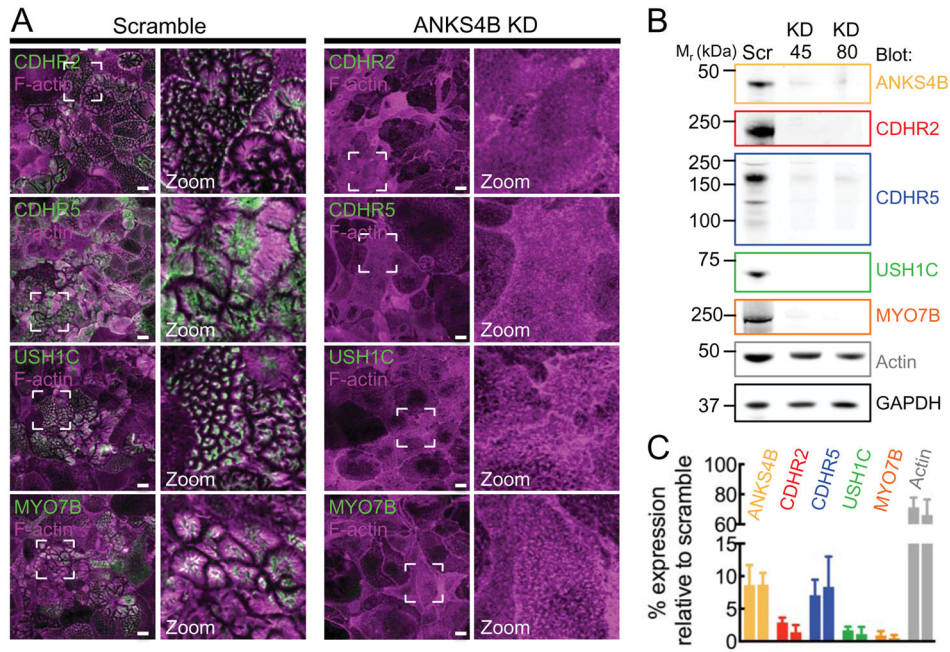 A
Scramble
ANKS4B KD
CDHR2
F-actin
Zoom
CDHR2
F-actin
Zoom
CDHR5
F-actin
Zoom
CDHR5
F-actin
Zoom
USH1C
F-actin
Zoom
USH1C
F-actin
Zoom
MYO7B
F-actin
Zoom
MYO7B
F-actin
Zoom
B
KD KD
Mr (kDa) Scr 45 80 Blot:
50
ANKS4B
250
CDHR2
250
150
100
CDHR5
75
USH1C
250
MYO7B
50
Actin
37
GAPDH
C
% expression
relative to scramble
100
80
60
15
10
5
0
ANKS4B
CDHR2
CDHR5
USH1C
MYO7B
Actin